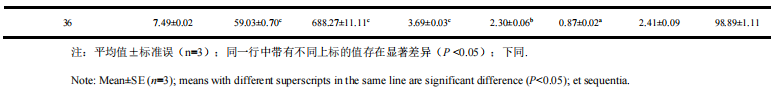 36 7.49±0.02 59.03±0.70ᶜ 688.27±11.11ᶜ 3.69±0.03ᶜ 2.30±0.06ᵇ 0.87±0.02ᵃ 2.41±0.09 98.89±1.11
注：平均值±标准误（n=3）；同一行中带有不同上标的值存在显著差异（P <0.05）；下同.
Note: Mean±SE (n=3); means with different superscripts in the same line are significant difference (P<0.05); et sequentia.